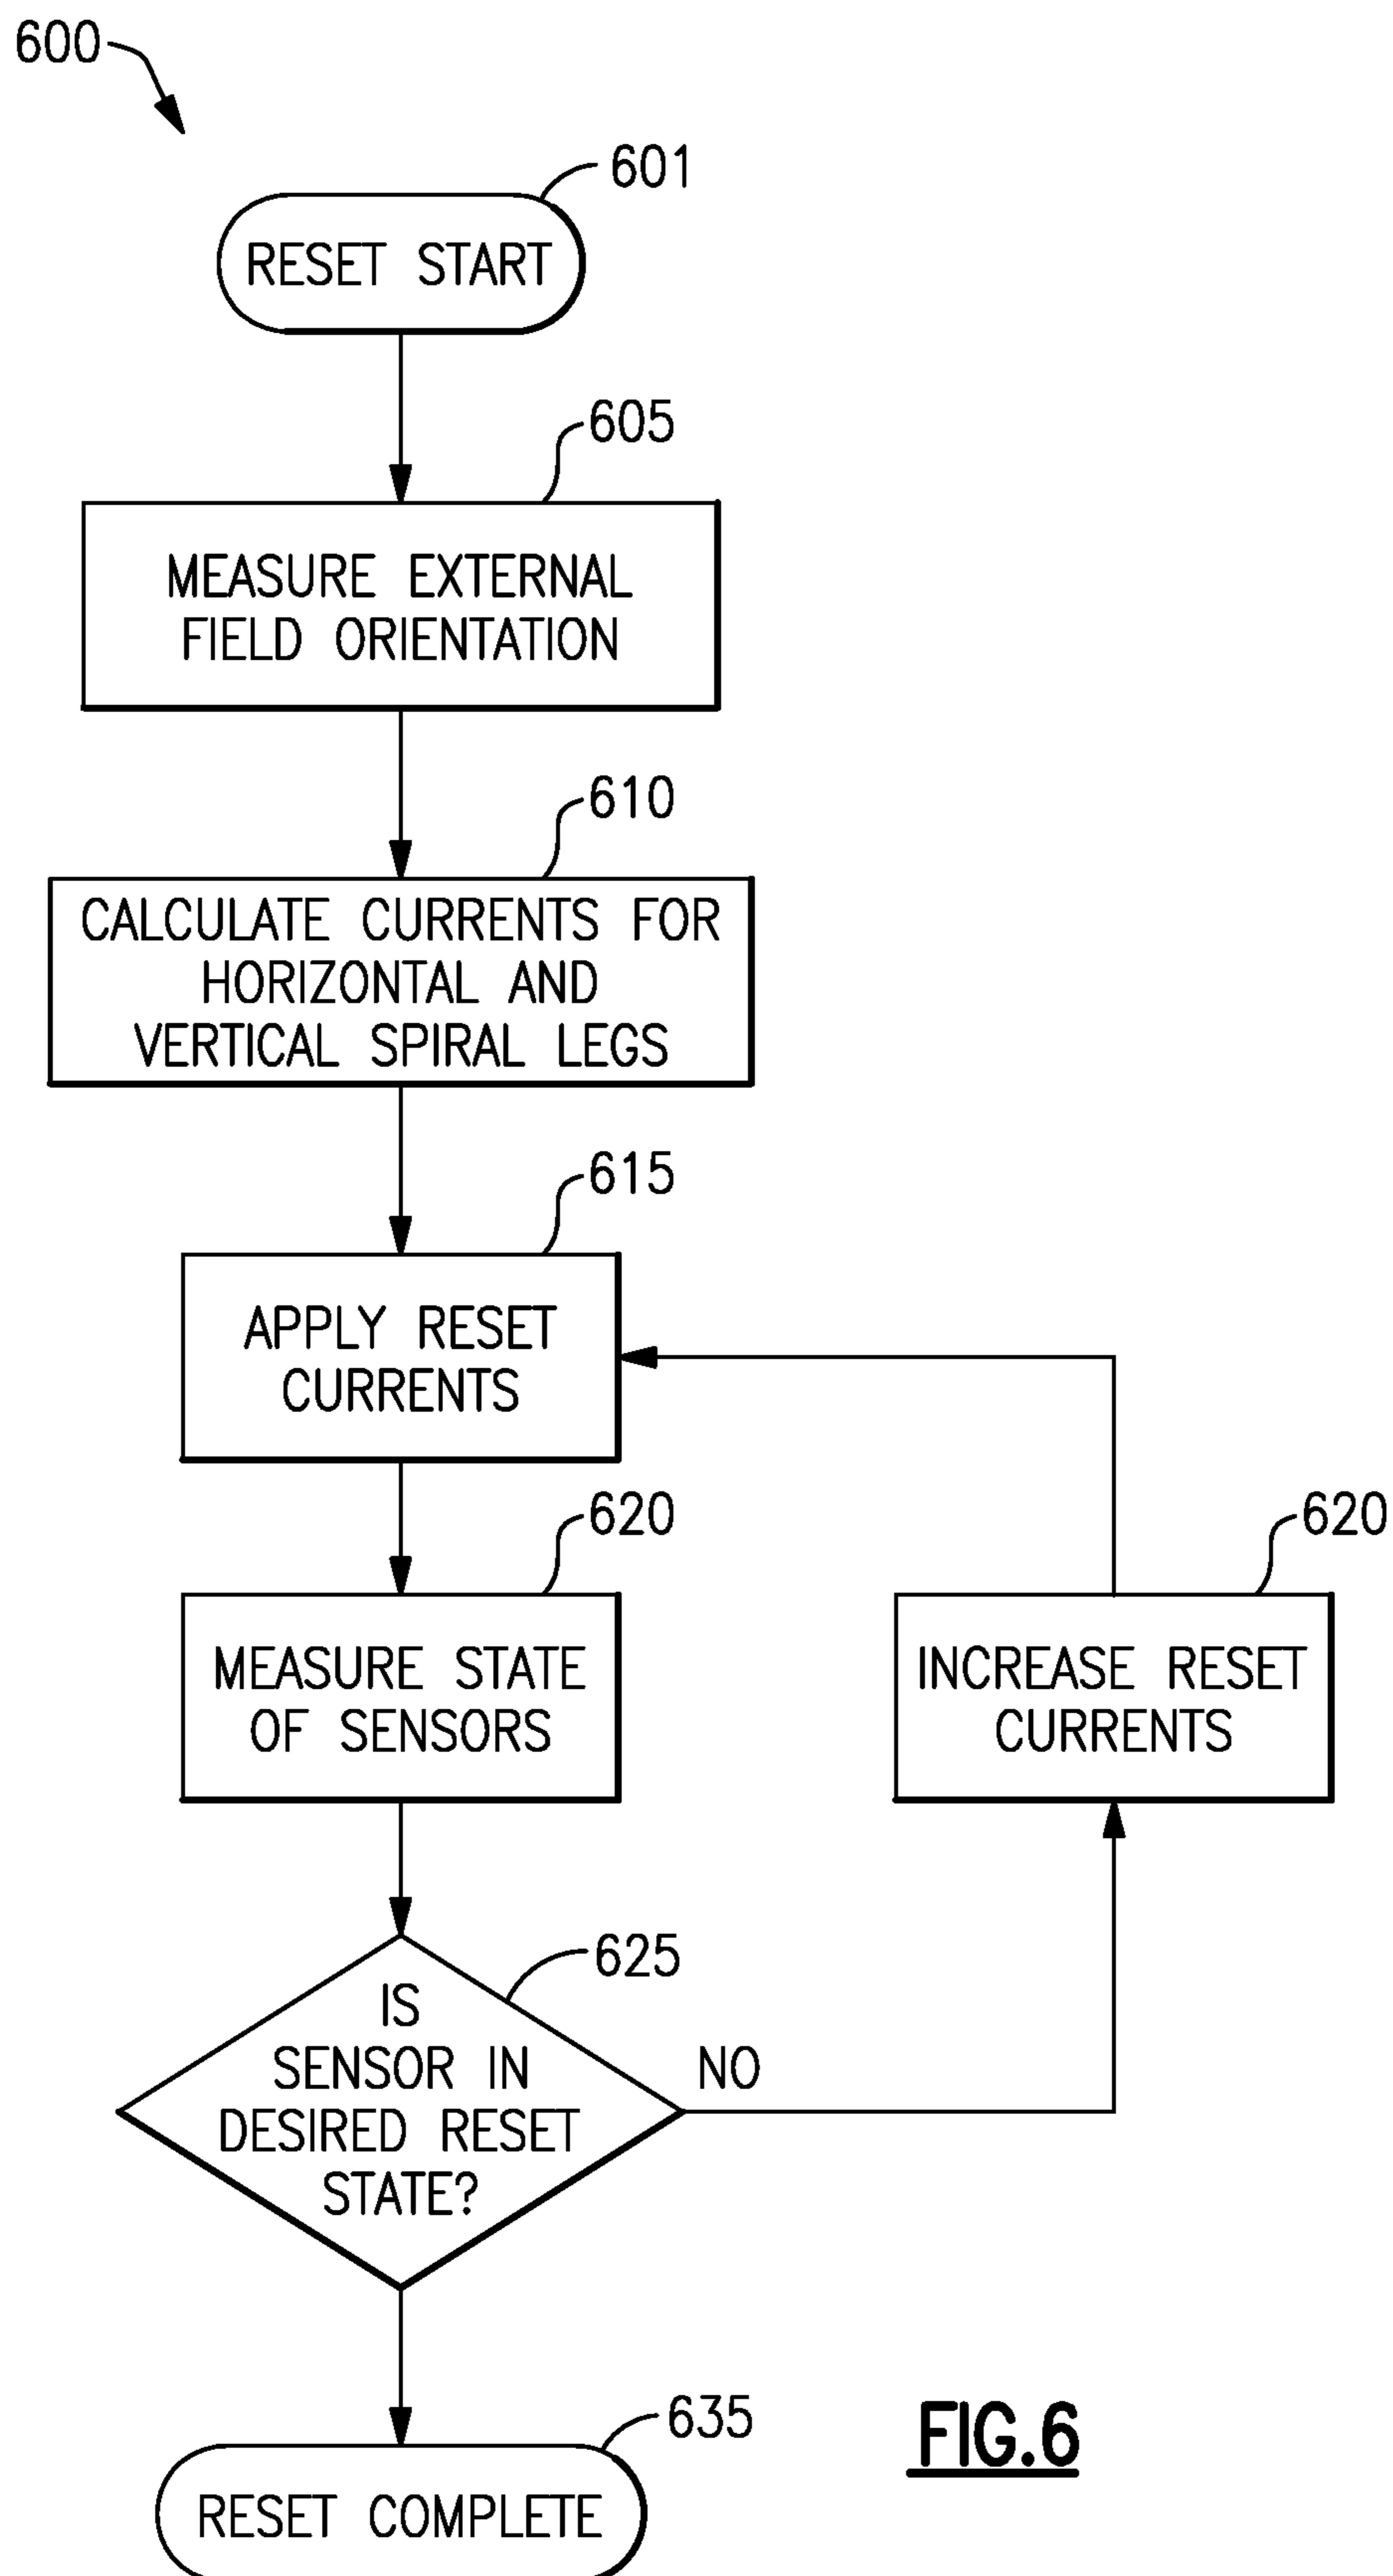 600
601
RESET START
605
MEASURE EXTERNAL
FIELD ORIENTATION
610
CALCULATE CURRENTS FOR
HORIZONTAL AND
VERTICAL SPIRAL LEGS
615
APPLY RESET
CURRENTS
620
MEASURE STATE
OF SENSORS
620
INCREASE RESET
CURRENTS
625
IS
SENSOR IN
DESIRED RESET
STATE?
NO
635
RESET COMPLETE
FIG.6